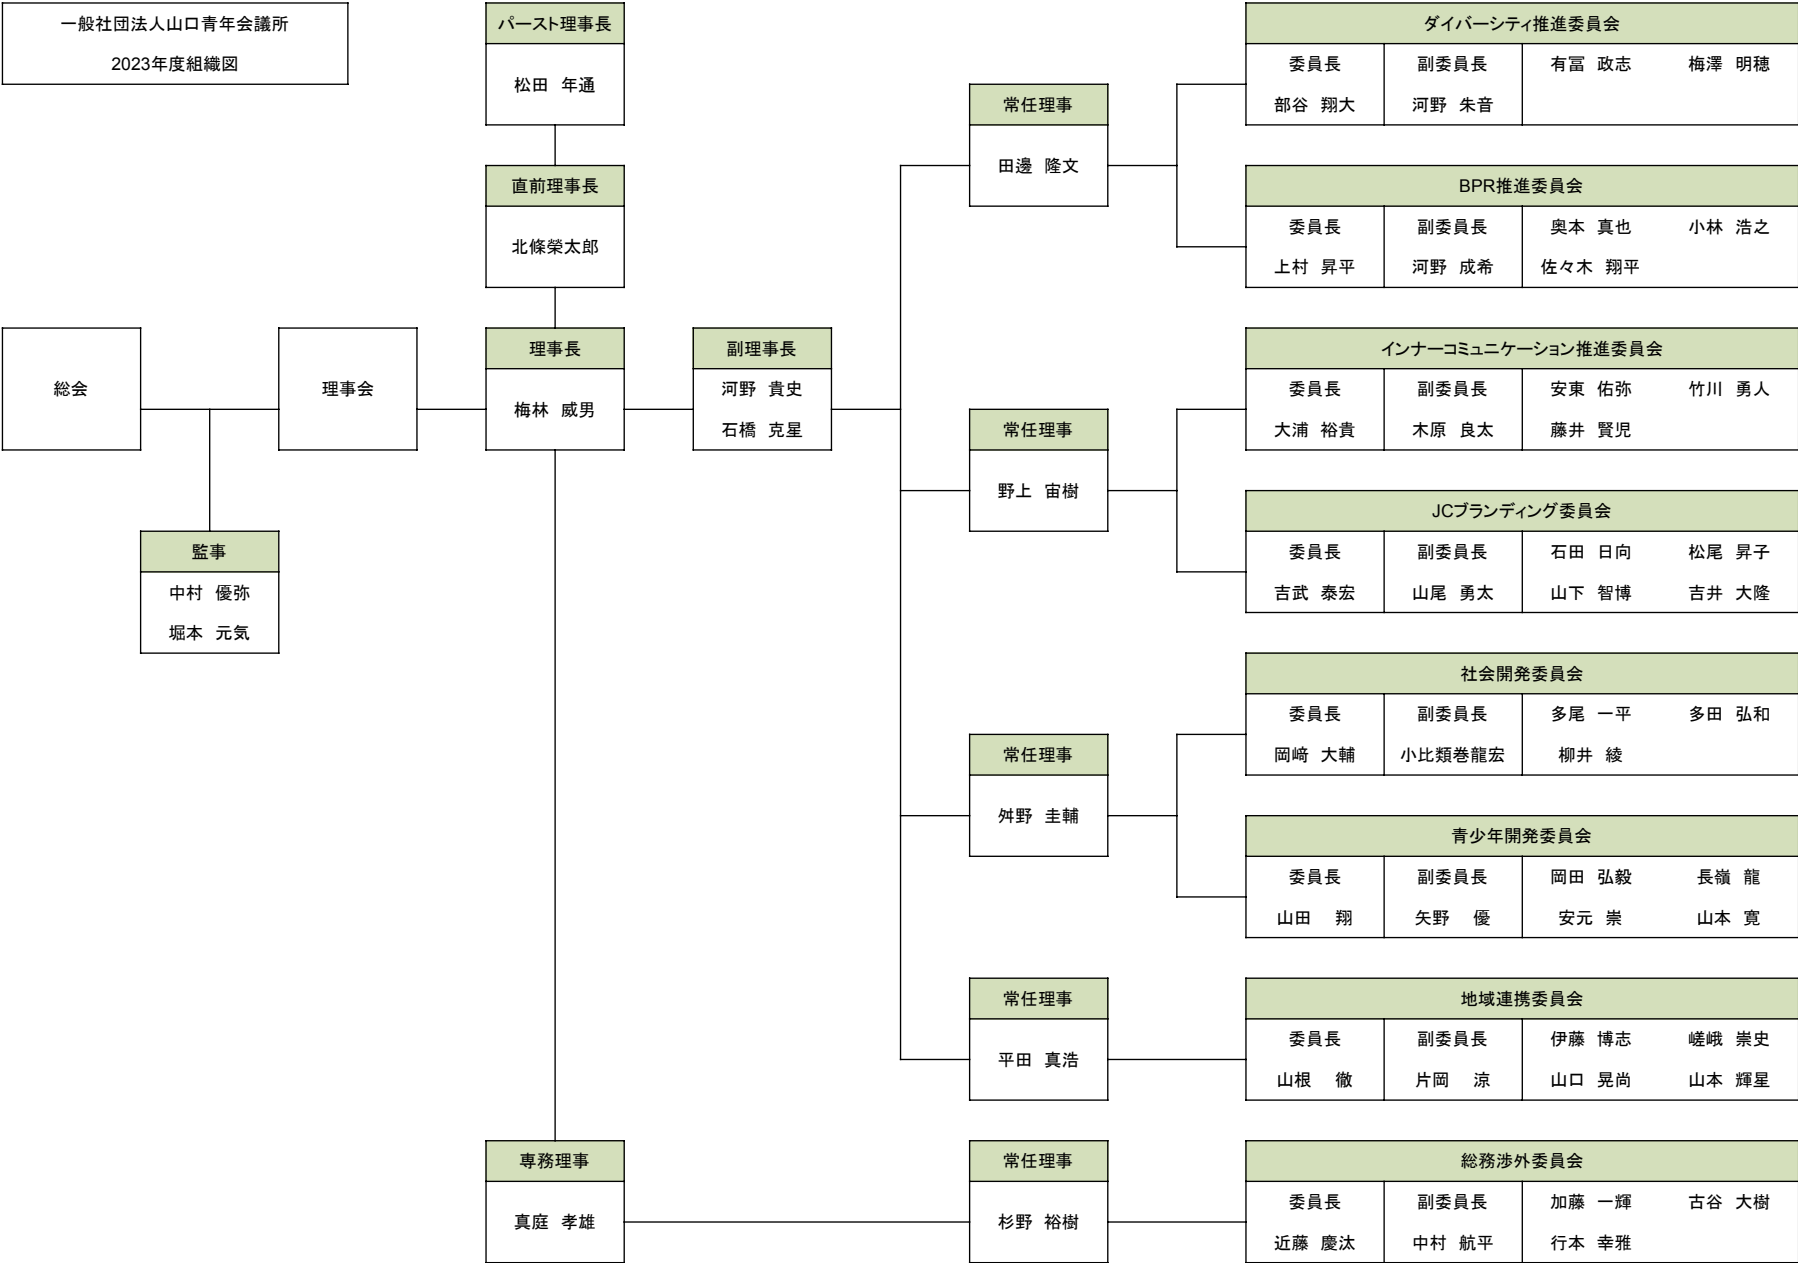 一般社団法人山口青年会議所
2023年度組織図
パースト理事長
松田 年通
直前理事長
北條榮太郎
総会
理事会
理事長
梅林 威男
副理事長
河野 貴史
石橋 克星
監事
中村 優弥
堀本 元気
専務理事
真庭 孝雄
常任理事
田邊 隆文
ダイバーシティ推進委員会
委員長 副委員長 有冨 政志 梅澤 明穂
部谷 翔大 河野 朱音
BPR推進委員会
委員長 副委員長 奥本 真也 小林 浩之
上村 昇平 河野 成希 佐々木 翔平
常任理事
野上 宙樹
インナーコミュニケーション推進委員会
委員長 副委員長 安東 佑弥 竹川 勇人
大浦 裕貴 木原 良太 藤井 賢児
JCブランディング委員会
委員長 副委員長 石田 日向 松尾 昇子
吉武 泰宏 山尾 勇太 山下 智博 吉井 大隆
常任理事
舛野 圭輔
社会開発委員会
委員長 副委員長 多尾 一平 多田 弘和
岡﨑 大輔 小比類巻龍宏 柳井 綾
青少年開発委員会
委員長 副委員長 岡田 弘毅 長嶺 龍
山田 翔 矢野 優 安元 崇 山本 寛
常任理事
平田 真浩
地域連携委員会
委員長 副委員長 伊藤 博志 嵯峨 崇史
山根 徹 片岡 涼 山口 晃尚 山本 輝星
常任理事
杉野 裕樹
総務渉外委員会
委員長 副委員長 加藤 一輝 古谷 大樹
近藤 慶汰 中村 航平 行本 幸雅